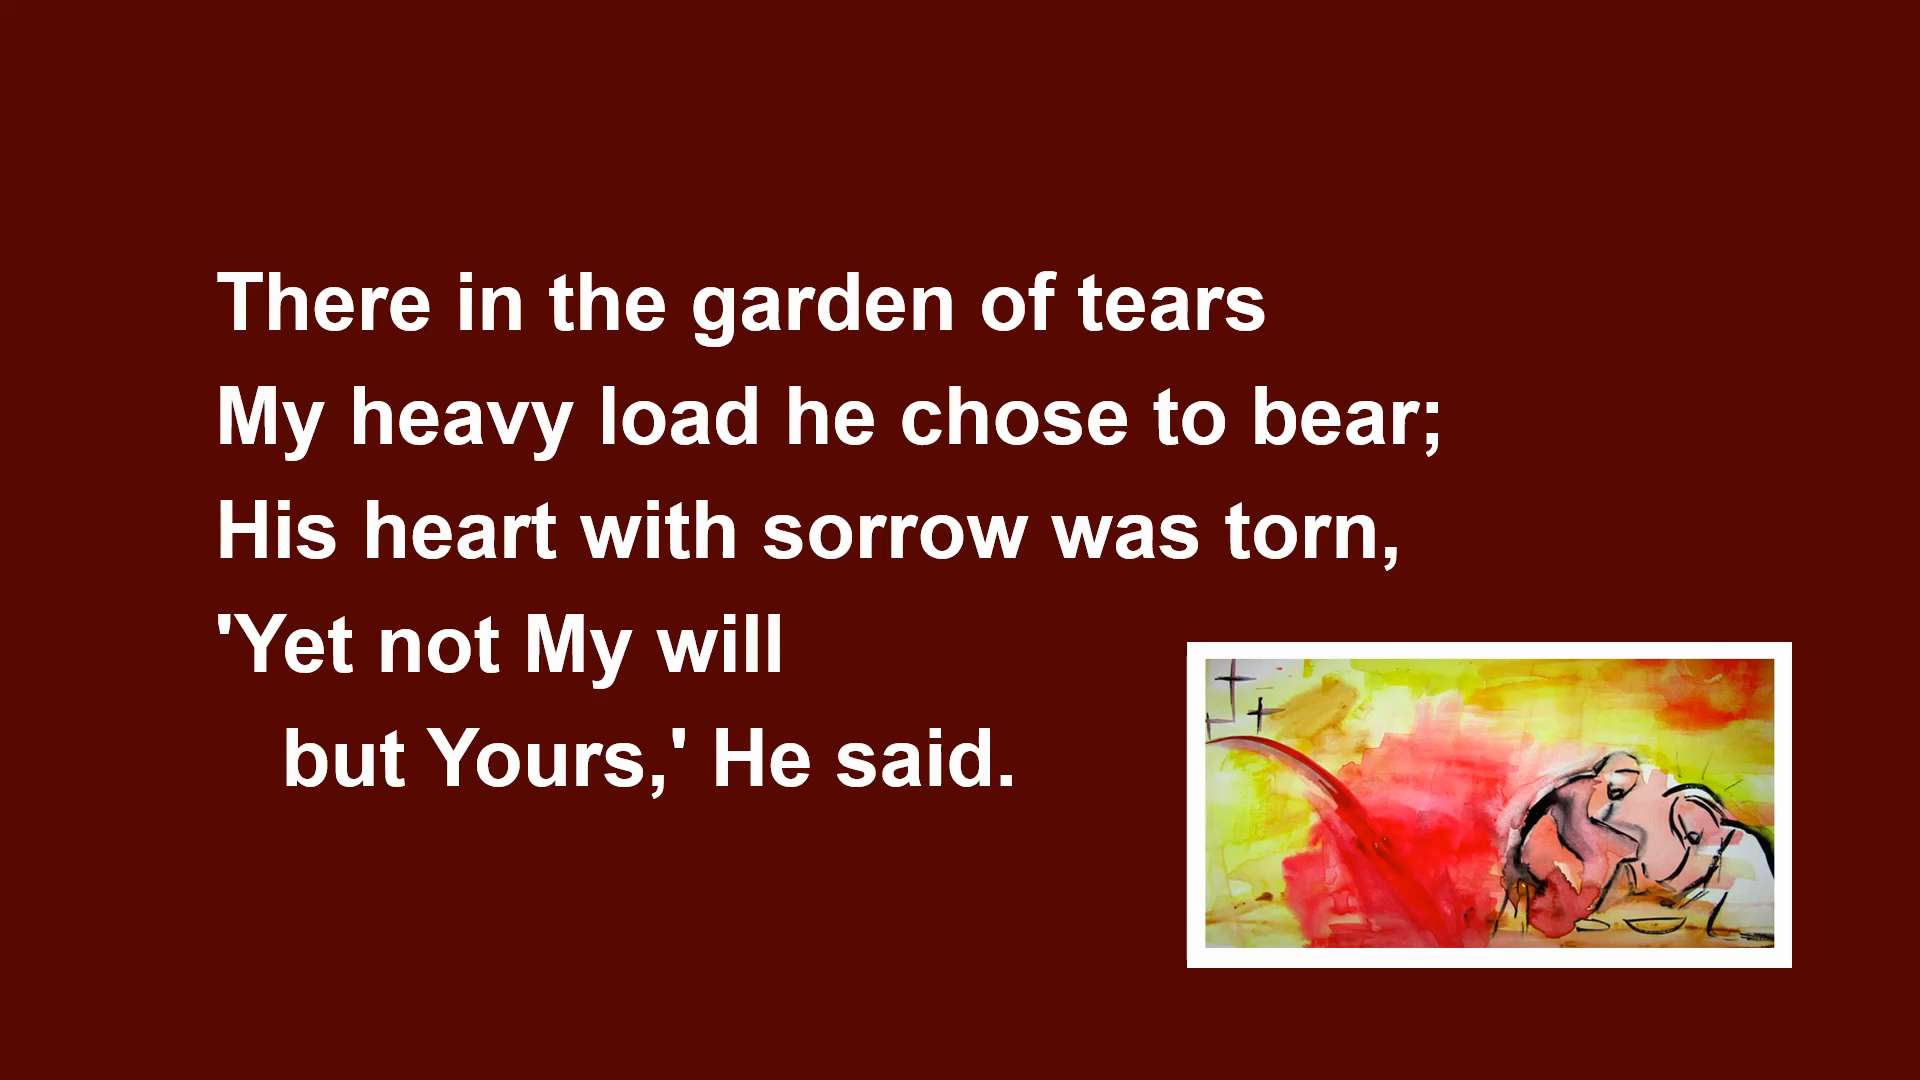 There in the garden of tears
My heavy load he chose to bear;
His heart with sorrow was torn,
'Yet not My will
but Yours,' He said.